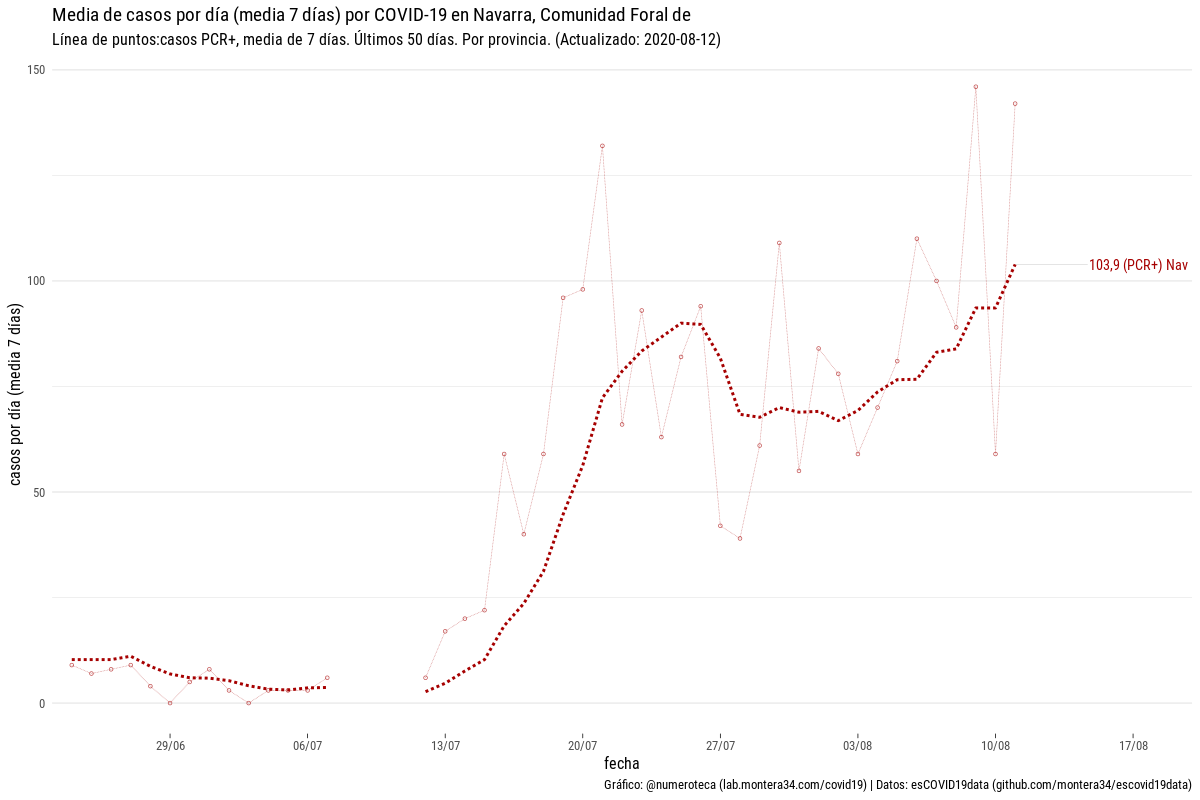 Media de casos por día (media 7 días) por COVID-19 en Navarra, Comunidad Foral de
Línea de puntos:casos PCR+, media de 7 días. Últimos 50 días. Por provincia. (Actualizado: 2020-08-12)
casos por día (media 7 días)
150
100
50
0
103,9 (PCR+) Nav
29/06
06/07
13/07
20/07
27/07
03/08
10/08
17/08
fecha
Gráfico: @numeroteca (lab.montera34.com/covid19) | Datos: esCOVID19data (github.com/montera34/escovid19data)